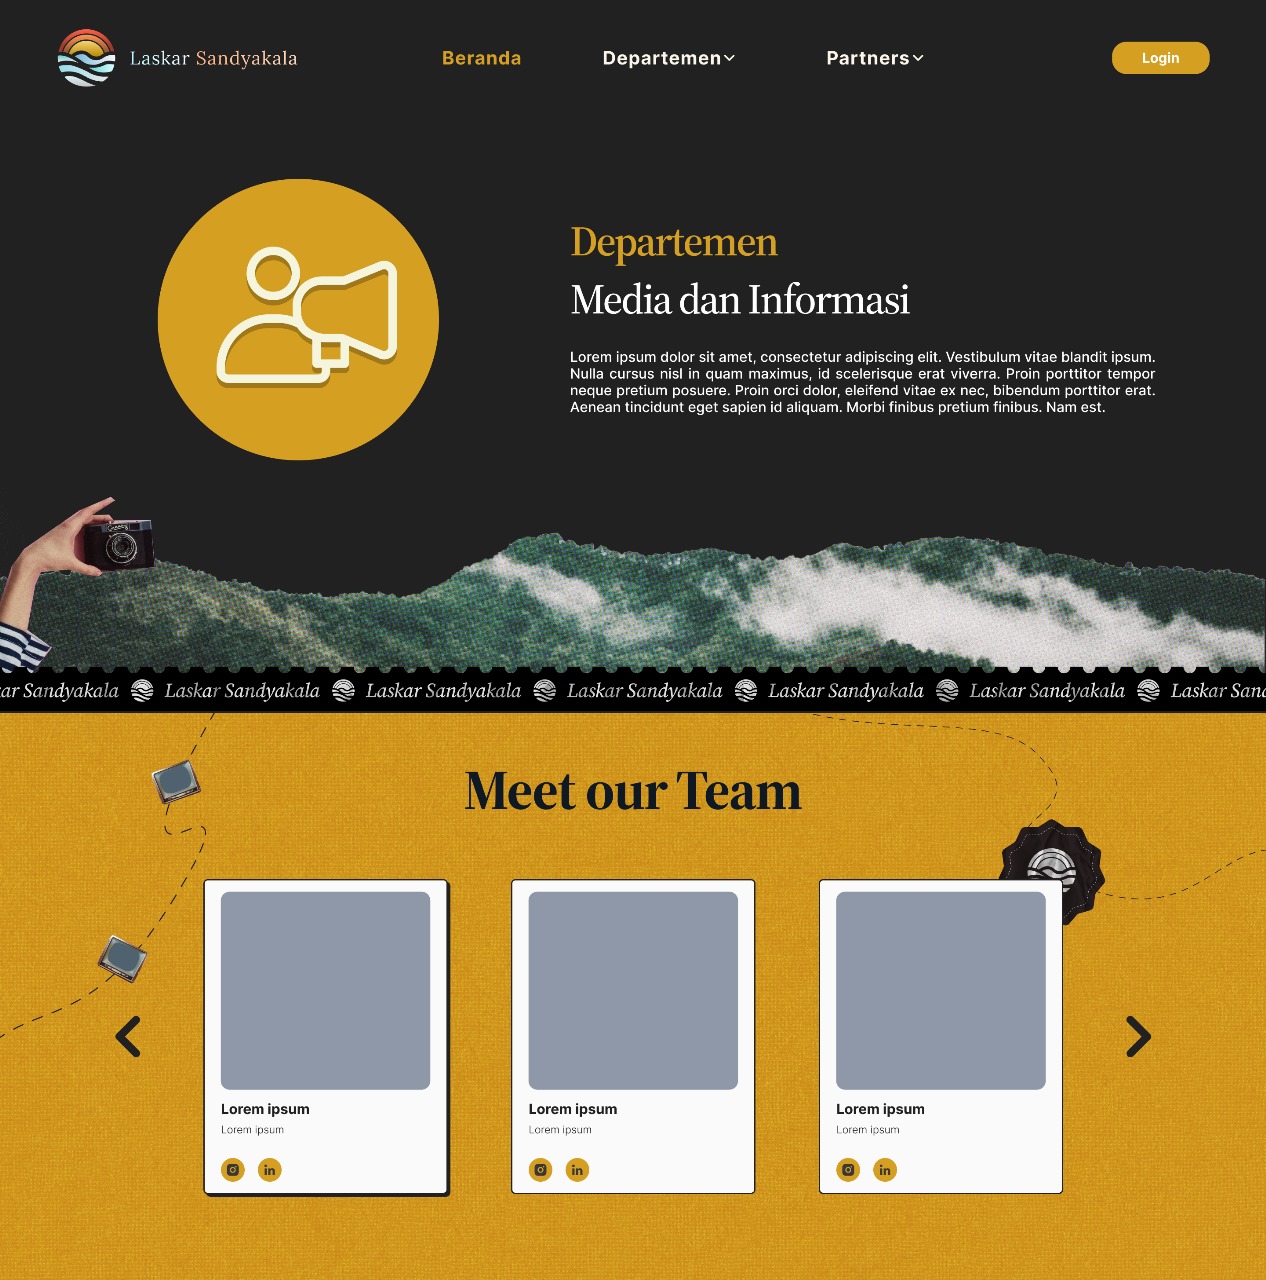 Laskar Sandyakala
Beranda
Departemen
Partners
Login
Departemen
Media dan Informasi
Lorem ipsum dolor sit amet, consectetur adipiscing elit. Vestibulum vitae blandit ipsum.
Nulla cursus nisl in quam maximus, id scelerisque erat viverra. Proin porttitor tempor
neque pretium posuere. Proin orci dolor, eleifend vitae ex nec, bibendum porttitor erat.
Aenean tincidunt eget sapien id aliquam. Morbi finibus pretium finibus. Nam est.
ar Sandyakala Laskar Sandyakala Laskar Sandyakala Laskar Sandyakala Laskar Sandyakala Laskar Sandyakala Laskar San
Meet our Team
Lorem ipsum
Lorem ipsum
in
Lorem ipsum
Lorem ipsum
in
Lorem ipsum
Lorem ipsum
in